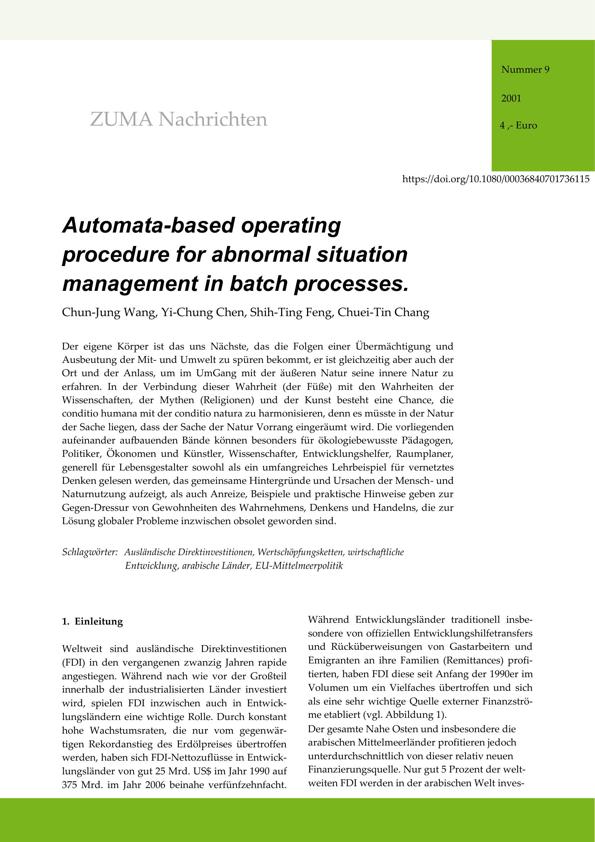 Nummer 9
2001
4 ,- Euro
ZUMA Nachrichten
https://doi.org/10.1080/00036840701736115
Automata-based operating
procedure for abnormal situation
management in batch processes.
Chun-Jung Wang, Yi-Chung Chen, Shih-Ting Feng, Chuei-Tin Chang
Der eigene Körper ist das uns Nächste, das die Folgen einer Übermächtigung und
Ausbeutung der Mit- und Umwelt zu spüren bekommt, er ist gleichzeitig aber auch der
Ort und der Anlass, um im UmGang mit der äußeren Natur seine innere Natur zu
erfahren. In der Verbindung dieser Wahrheit (der Füße) mit den Wahrheiten der
Wissenschaften, der Mythen (Religionen) und der Kunst besteht eine Chance, die
conditio humana mit der conditio natura zu harmonisieren, denn es müsste in der Natur
der Sache liegen, dass der Sache der Natur Vorrang eingeräumt wird. Die vorliegenden
aufeinander aufbauenden Bände können besonders für ökologiebewusste Pädagogen,
Politiker, Ökonomen und Künstler, Wissenschafter, Entwicklungshelfer, Raumplaner,
generell für Lebensgestalter sowohl als ein umfangreiches Lehrbeispiel für vernetztes
Denken gelesen werden, das gemeinsame Hintergründe und Ursachen der Mensch- und
Naturnutzung aufzeigt, als auch Anreize, Beispiele und praktische Hinweise geben zur
Gegen-Dressur von Gewohnheiten des Wahrnehmens, Denkens und Handelns, die zur
Lösung globaler Probleme inzwischen obsolet geworden sind.
Schlagwörter: Ausländische Direktinvestitionen, Wertschöpfungsketten, wirtschaftliche
Entwicklung, arabische Länder, EU-Mittelmeerpolitik
1. Einleitung
Weltweit sind ausländische Direktinvestitionen
(FDI) in den vergangenen zwanzig Jahren rapide
angestiegen. Während nach wie vor der Großteil
innerhalb der industrialisierten Länder investiert
wird, spielen FDI inzwischen auch in Entwick-
lungsländern eine wichtige Rolle. Durch konstant
hohe Wachstumsraten, die nur vom gegenwär-
tigen Rekordanstieg des Erdölpreises übertroffen
werden, haben sich FDI-Nettozuflüsse in Entwick-
lungsländer von gut 25 Mrd. US$ im Jahr 1990 auf
375 Mrd. im Jahr 2006 beinahe verfünfzehnfacht.
Während Entwicklungsländer traditionell insbe-
sondere von offiziellen Entwicklungshilfetransfers
und Rücküberweisungen von Gastarbeitern und
Emigranten an ihre Familien (Remittances) profi-
tierten, haben FDI diese seit Anfang der 1990er im
Volumen um ein Vielfaches übertroffen und sich
als eine sehr wichtige Quelle externer Finanzströ-
me etabliert (vgl. Abbildung 1).
Der gesamte Nahe Osten und insbesondere die
arabischen Mittelmeerländer profitieren jedoch
unterdurchschnittlich von dieser relativ neuen
Finanzierungsquelle. Nur gut 5 Prozent der welt-
weiten FDI werden in der arabischen Welt inves-